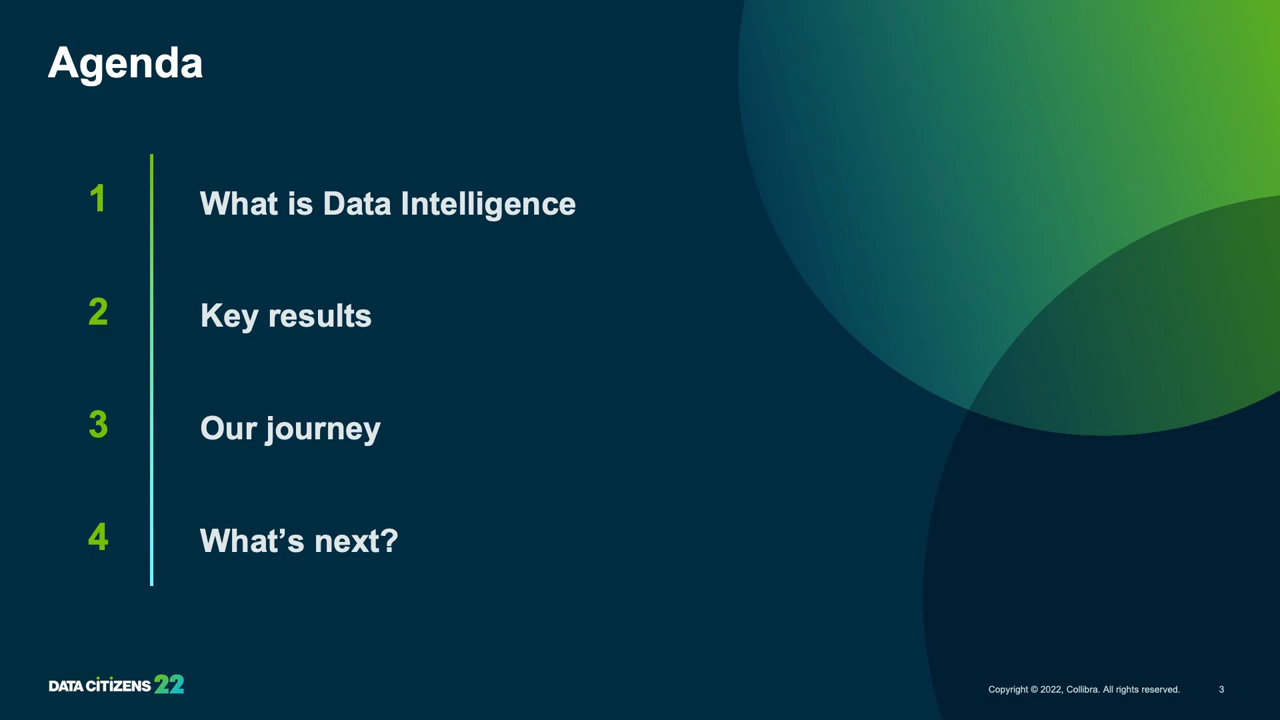 Agenda
1
What is Data Intelligence
2
Key results
3
Our journey
4
What’s next?
DATA CITIZENS 22
Copyright © 2022, Collibra. All rights reserved.
3